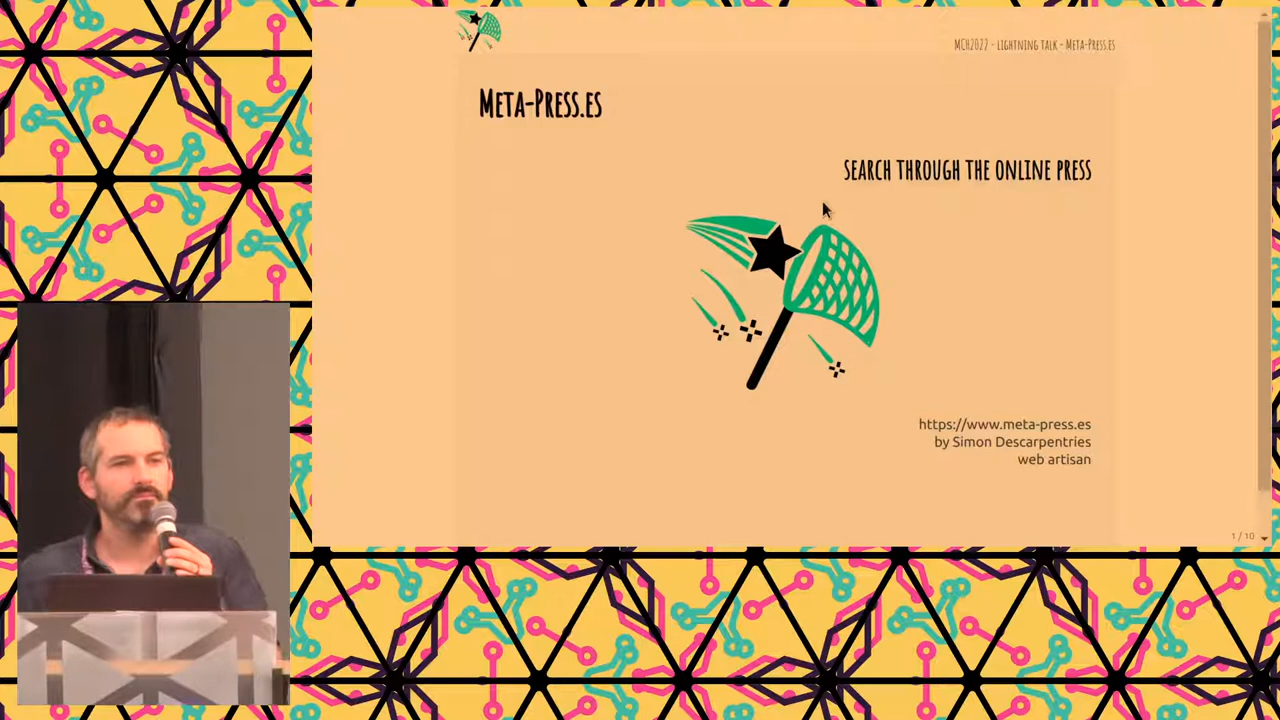 MCH2022 - lightning talk - Meta-Press.es
Meta-Press.es
search through the online press
https://www.meta-press.es
by Simon Descarpentries
web artisan
1 / 10